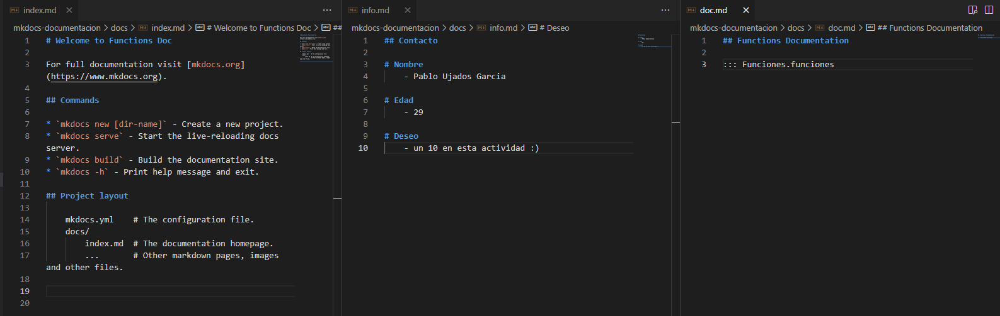 index.md
mkdocs-documentacion > docs > index.md > # Welcome to Functions Doc > ##
1 # Welcome to Functions Doc
2
3 For full documentation visit [mkdocs.org]
(https://www.mkdocs.org).
4
5 ## Commands
6
7 * `mkdocs new [dir-name]` - Create a new project.
8 * `mkdocs serve` - Start the live-reloading docs
server.
9 * `mkdocs build` - Build the documentation site.
10 * `mkdocs -h` - Print help message and exit.
11
12 ## Project layout
13
14 mkdocs.yml # The configuration file.
15 docs/
16 index.md # The documentation homepage.
17 ... # Other markdown pages, images
and other files.
18
19
20
info.md
mkdocs-documentacion > docs > info.md > # Deseo
1 ## Contacto
2
3 # Nombre
4 - Pablo Ujados Garcia
5
6 # Edad
7 - 29
8
9 # Deseo
10 - un 10 en esta actividad :)
doc.md
mkdocs-documentacion > docs > doc.md > ## Functions Documentation
1 ## Functions Documentation
2
3 ::: Funciones.funciones